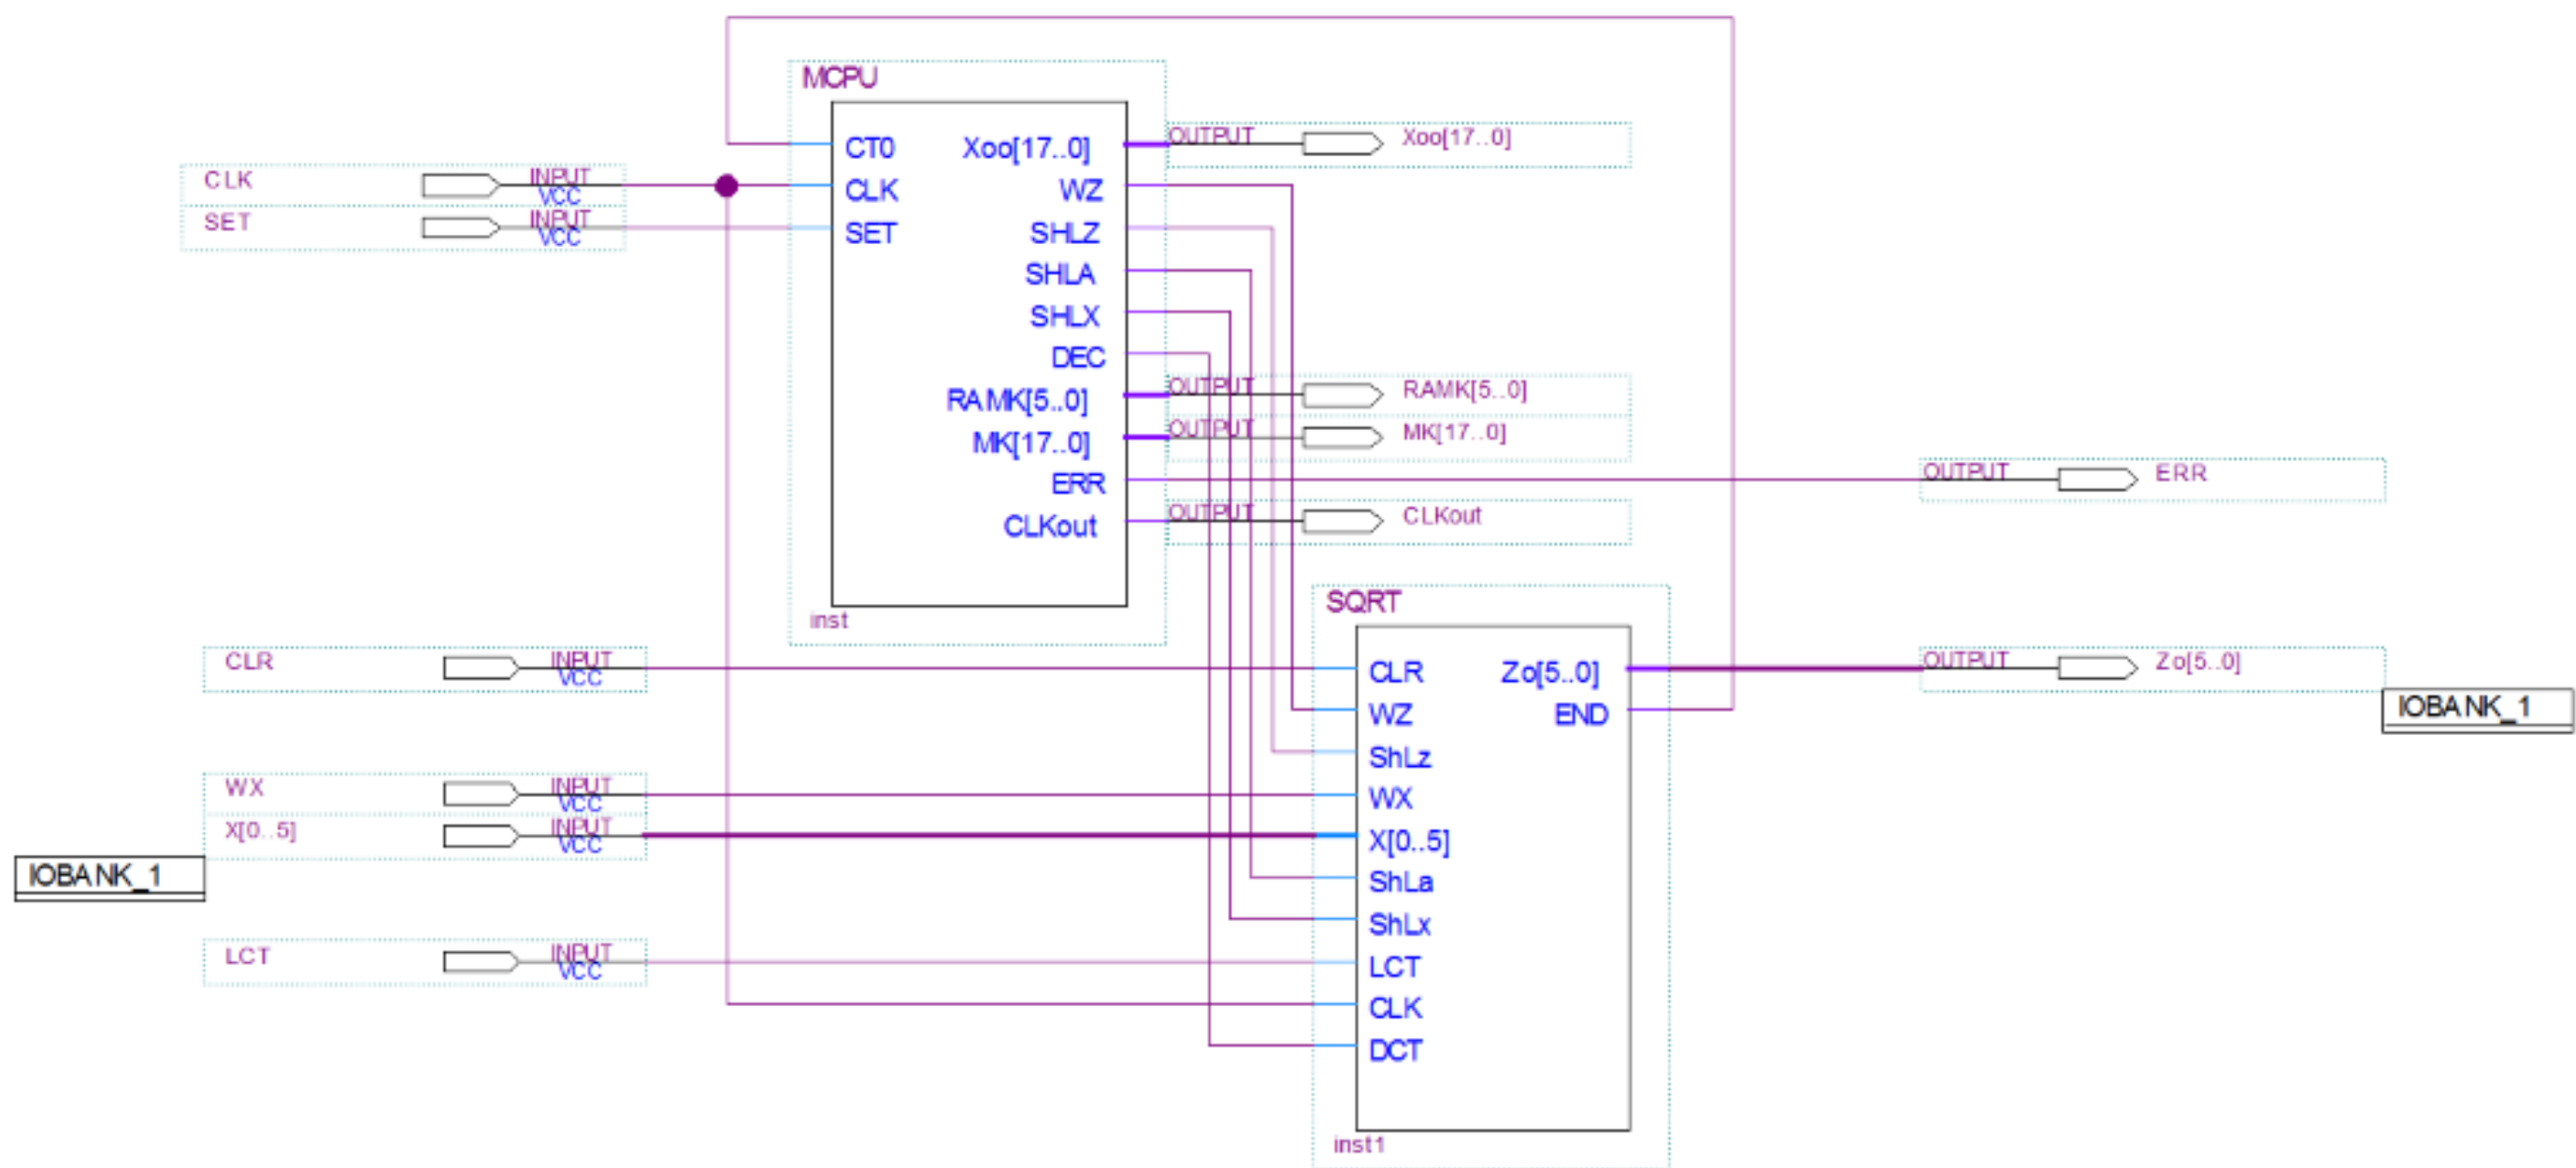 MCPU
CT0 Xoo[17..0] OUTPUT Xoo[17..0]
CLK INPUT VCC CLK WZ
SET INPUT VCC SET SHLZ
SHLA
SHLX
DEC
RAMK[5..0] OUTPUT RAMK[5..0]
MK[17..0] OUTPUT MK[17..0]
ERR OUTPUT ERR
CLKout OUTPUT CLKout
inst
SQRT
CLR INPUT VCC CLR Zo[5..0] OUTPUT Zo[5..0]
WZ END IOBANK_1
ShLz
WX INPUT VCC WX
X[0..5] INPUT VCC X[0..5]
IOBANK_1 ShLa
ShLx
LCT INPUT VCC LCT
CLK
DCT
inst1